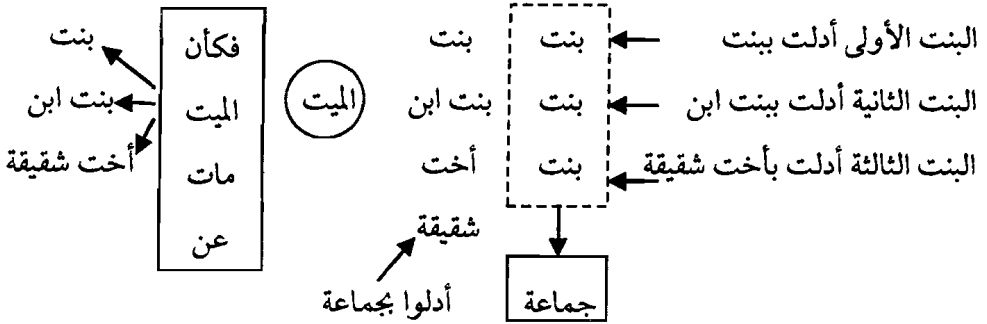 البنت الأولى أدلت ببنت بنت بنت فكأن بنت
البنت الثانية أدلت ببنت ابن بنت بنت ابن الميت الميت بنت ابن
البنت الثالثة أدلت بأخت شقيقة بنت أخت مات أخت شقيقة
شقيقة عن
جماعة أدلوا بجماعة